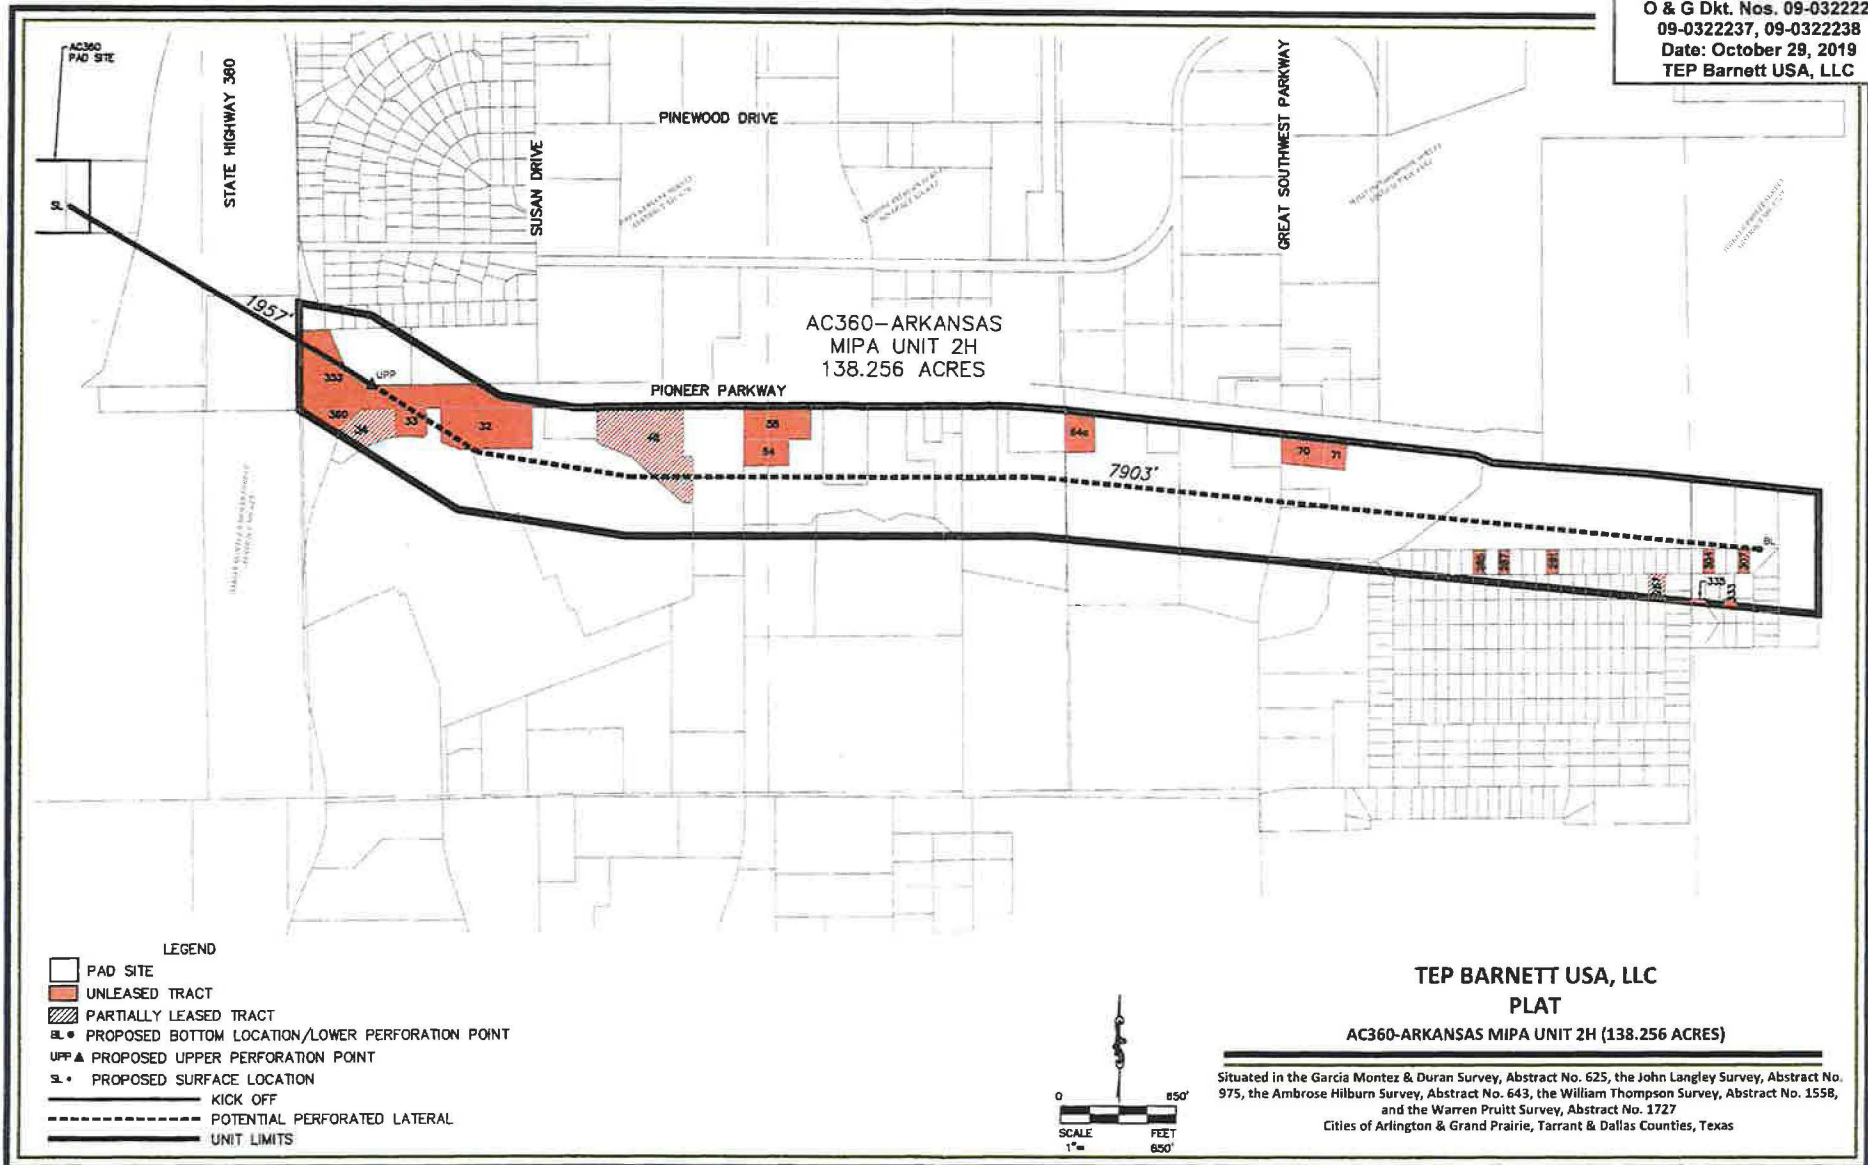 O & G Dkt. Nos. 09-032222
09-0322237, 09-0322238
Date: October 29, 2019
TEP Barnett USA, LLC
AC360
PAD SITE
STATE HIGHWAY 360
SUSAN DRIVE
PINEWOOD DRIVE
GREAT SOUTHWEST PARKWAY
SL
1957'
AC360-ARKANSAS
MIPA UNIT 2H
138.256 ACRES
PIONEER PARKWAY
UPP
360
34
33
32
48
54
64a
70
71
7903'
BL
287
291
304
307
335
333
LEGEND
PAD SITE
UNLEASED TRACT
PARTIALLY LEASED TRACT
BL • PROPOSED BOTTOM LOCATION/LOWER PERFORATION POINT
UPP ▲ PROPOSED UPPER PERFORATION POINT
SL • PROPOSED SURFACE LOCATION
KICK OFF
POTENTIAL PERFORATED LATERAL
UNIT LIMITS
0 850'
SCALE FEET
1"= 850'
TEP BARNETT USA, LLC
PLAT
AC360-ARKANSAS MIPA UNIT 2H (138.256 ACRES)
Situated in the Garcia Montez & Duran Survey, Abstract No. 625, the John Langley Survey, Abstract No.
975, the Ambrose Hilburn Survey, Abstract No. 643, the William Thompson Survey, Abstract No. 1558,
and the Warren Pruitt Survey, Abstract No. 1727
Cities of Arlington & Grand Prairie, Tarrant & Dallas Counties, Texas